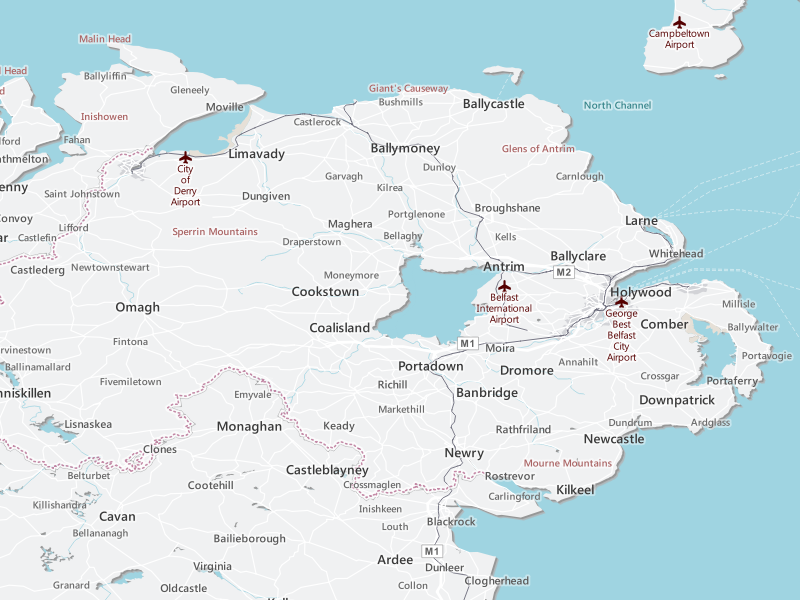 Campbeltown
Airport
Malin Head
Head
Ballyliffin
Gleneely
Giant's Causeway
Bushmills
Ballycastle
North Channel
Moville
Inishowen
Castlerock
Fahan
Ballymoney
Glens of Antrim
Limavady
City
of
Derry
Airport
Dunloy
Garvagh
Carnlough
Kilrea
Saint Johnstown
Dungiven
Broughshane
Portglenone
Larne
Convoy
Lifford
Maghera
Sperrin Mountains
Castlefin
Bellaghy
Kells
Draperstown
Whitehead
Ballyclare
Castlederg
Newtownstewart
Antrim
M2
Moneymore
Cookstown
Holywood
Belfast
International
Airport
Millisle
Omagh
George
Best
Belfast
City
Airport
Comber
Coalisland
Ballywalter
Fintona
M1
Moira
Portavogie
Ballinamallard
Annahilt
Portadown
Dromore
Crossgar
Fivemiletown
Richill
Portaferry
Emyvale
Banbridge
Downpatrick
Markethill
Lisnaskea
Monaghan
Keady
Rathfriland
Dundrum
Ardglass
Newcastle
Clones
Newry
Mourne Mountains
Castleblayney
Belturbet
Rostrevor
Cootehill
Crossmaglen
Kilkeel
Carlingford
Killishandra
Inishkeen
Cavan
Louth
Blackrock
Bellananagh
Bailieborough
M1
Ardee
Virginia
Dunleer
Granard
Oldcastle
Collon
Clogherhead